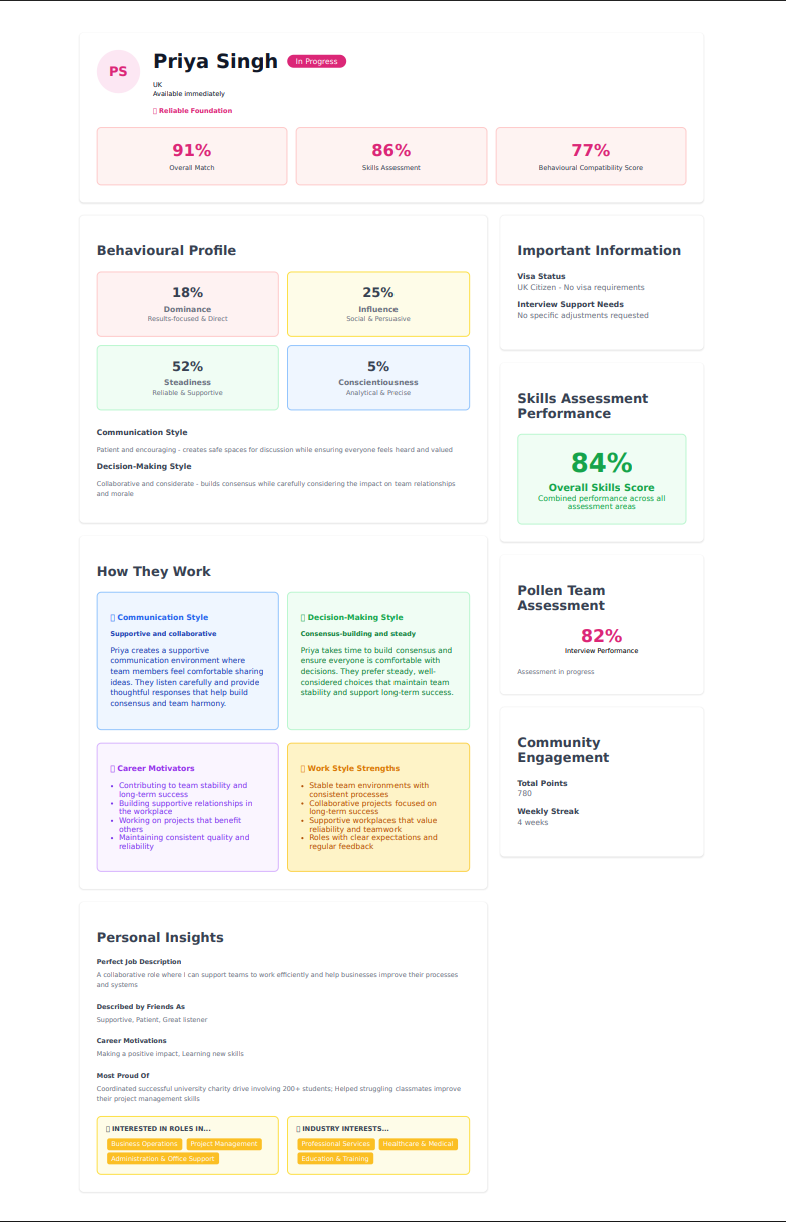 PS
Priya Singh
In Progress
UK
Available immediately
Reliable Foundation
91%
Overall Match
86%
Skills Assessment
77%
Behavioural Compatibility Score
Behavioural Profile
18%
Dominance
Results-focused & Direct
25%
Influence
Social & Persuasive
52%
Steadiness
Reliable & Supportive
5%
Conscientiousness
Analytical & Precise
Communication Style
Patient and encouraging - creates safe spaces for discussion while ensuring everyone feels heard and valued
Decision-Making Style
Collaborative and considerate - builds consensus while carefully considering the impact on team relationships
and morale
How They Work
Communication Style
Supportive and collaborative
Priya creates a supportive
communication environment where
team members feel comfortable sharing
ideas. They listen carefully and provide
thoughtful responses that help build
consensus and team harmony.
Decision-Making Style
Consensus-building and steady
Priya takes time to build consensus and
ensure everyone is comfortable with
decisions. They prefer steady, well-
considered choices that maintain team
stability and support long-term success.
Career Motivators
• Contributing to team stability and
long-term success
• Building supportive relationships in
the workplace
• Working on projects that benefit
others
• Maintaining consistent quality and
reliability
Work Style Strengths
• Stable team environments with
consistent processes
• Collaborative projects focused on
long-term success
• Supportive workplaces that value
reliability and teamwork
• Roles with clear expectations and
regular feedback
Personal Insights
Perfect Job Description
A collaborative role where I can support teams to work efficiently and help businesses improve their processes
and systems
Described by Friends As
Supportive, Patient, Great listener
Career Motivations
Making a positive impact, Learning new skills
Most Proud Of
Coordinated successful university charity drive involving 200+ students; Helped struggling classmates improve
their project management skills
INTERESTED IN ROLES IN...
Business Operations
Project Management
Administration & Office Support
INDUSTRY INTERESTS...
Professional Services
Healthcare & Medical
Education & Training
Important Information
Visa Status
UK Citizen - No visa requirements
Interview Support Needs
No specific adjustments requested
Skills Assessment
Performance
84%
Overall Skills Score
Combined performance across all
assessment areas
Pollen Team
Assessment
82%
Interview Performance
Assessment in progress
Community
Engagement
Total Points
780
Weekly Streak
4 weeks